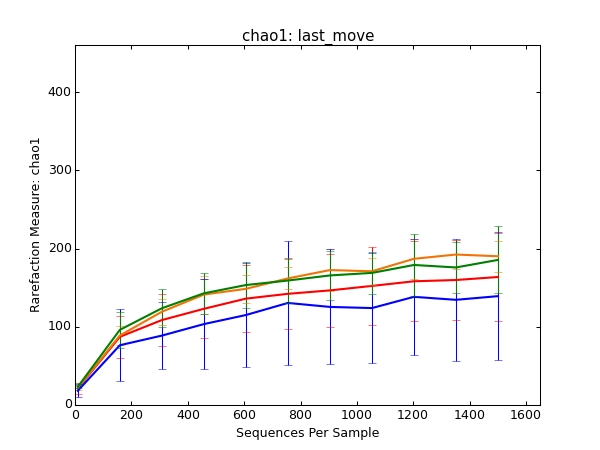 chao1: last_move
Rarefaction Measure: chao1
400
300
200
100
0
0 200 400 600 800 1000 1200 1400 1600
Sequences Per Sample